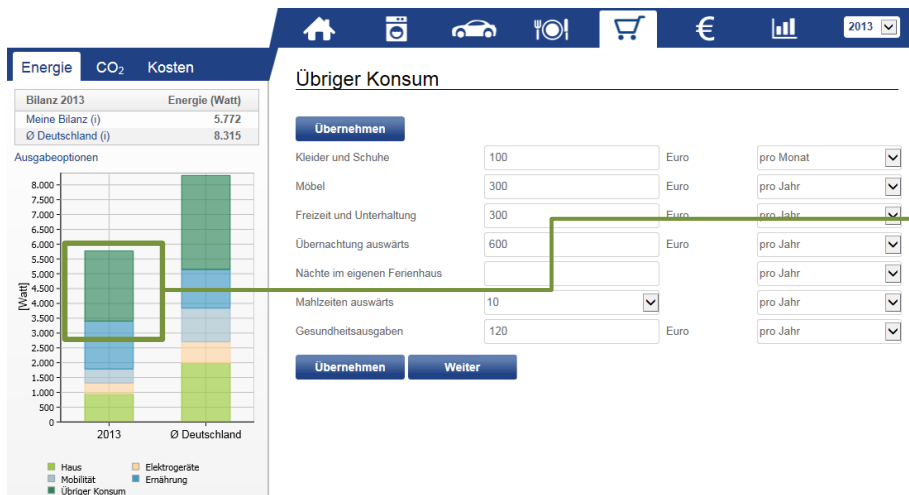 2013
Energie CO₂ Kosten
Übriger Konsum
Bilanz 2013 Energie (Watt)
Meine Bilanz (i) 5.772
Ø Deutschland (i) 8.315
Ausgabeoptionen
Übernehmen
Kleider und Schuhe 100 Euro pro Monat
Möbel 300 Euro pro Jahr
Freizeit und Unterhaltung 300 Euro pro Jahr
Übernachtung auswärts 600 Euro pro Jahr
Nächte im eigenen Ferienhaus pro Jahr
Mahlzeiten auswärts 10 pro Jahr
Gesundheitsausgaben 120 Euro pro Jahr
Übernehmen Weiter
[Watt]
8.000
7.500
7.000
6.500
6.000
5.500
5.000
4.500
4.000
3.500
3.000
2.500
2.000
1.500
1.000
500
0
2013 Ø Deutschland
Haus Elektrogeräte
Mobilität Ernährung
Übriger Konsum